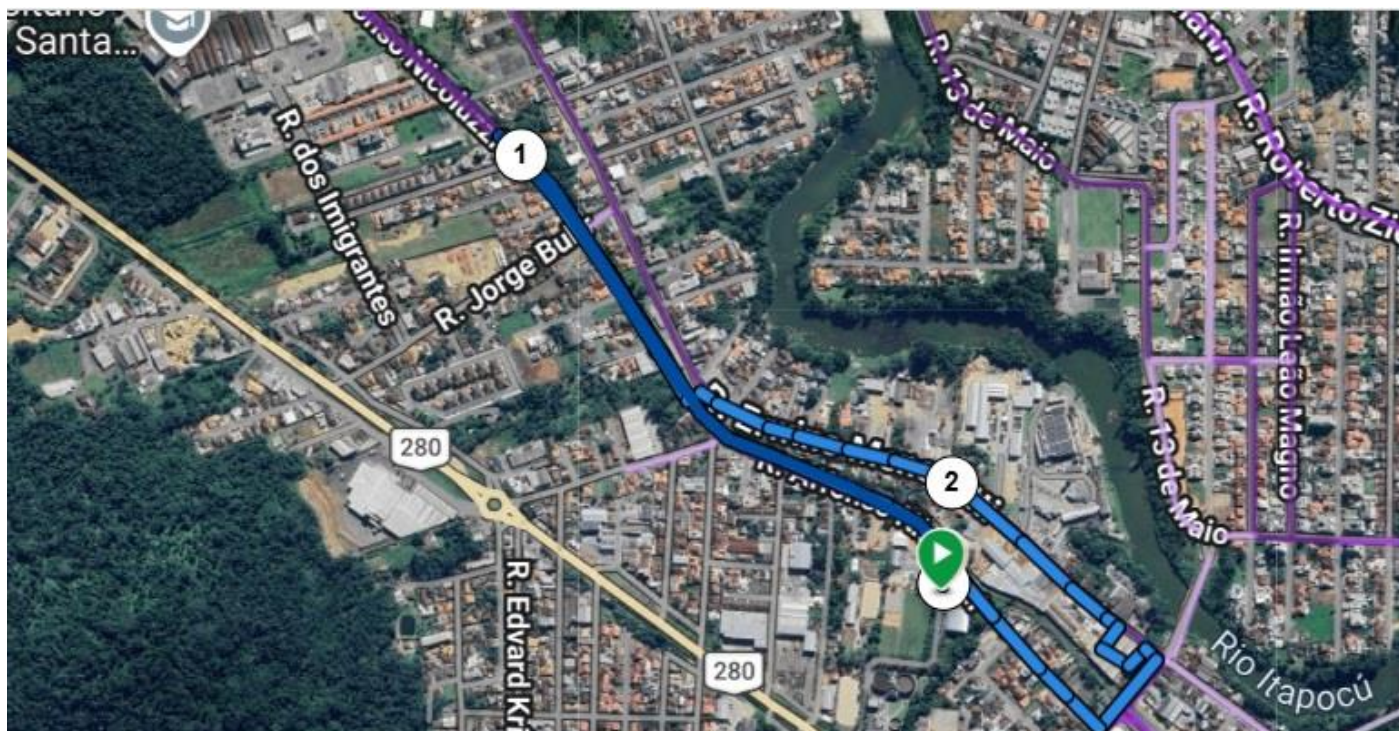 Santa...
R. dos Imigrantes
1
R. Jorge Bu
R. 13 de Maio
R. Roberto Zie
R. Irmão Leão Magno
280
2
R. 13 de Maio
R. Edvard Kr
280
Rio Itapocú